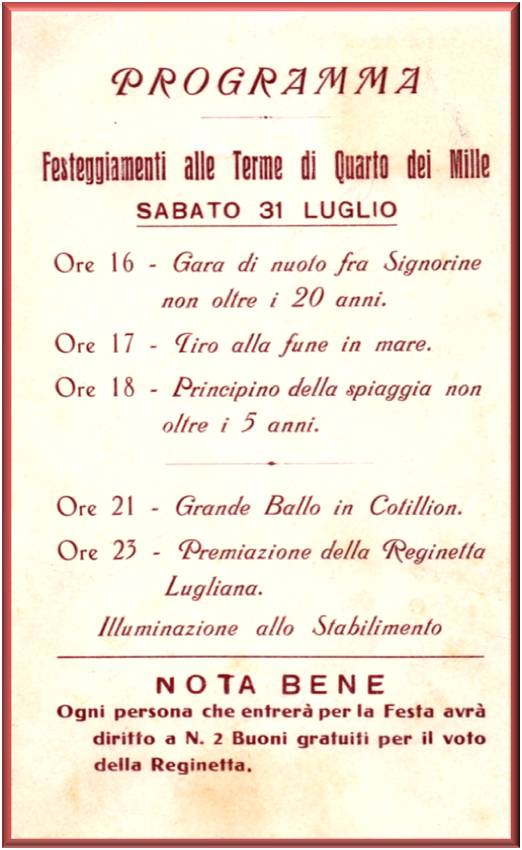 PROGRAMMA
Festeggiamenti alle Terme di Quarto dei Mille
SABATO 31 LUGLIO
Ore 16 - Gara di nuoto fra Signorine
non oltre i 20 anni.
Ore 17 - Tiro alla fune in mare.
Ore 18 - Principino della spiaggia non
oltre i 5 anni.
Ore 21 - Grande Ballo in Cotillion.
Ore 23 - Premiazione della Reginetta
Lugliana.
Illuminazione allo Stabilimento
NOTA BENE
Ogni persona che entrerà per la Festa avrà
diritto a N. 2 Buoni gratuiti per il voto
della Reginetta.